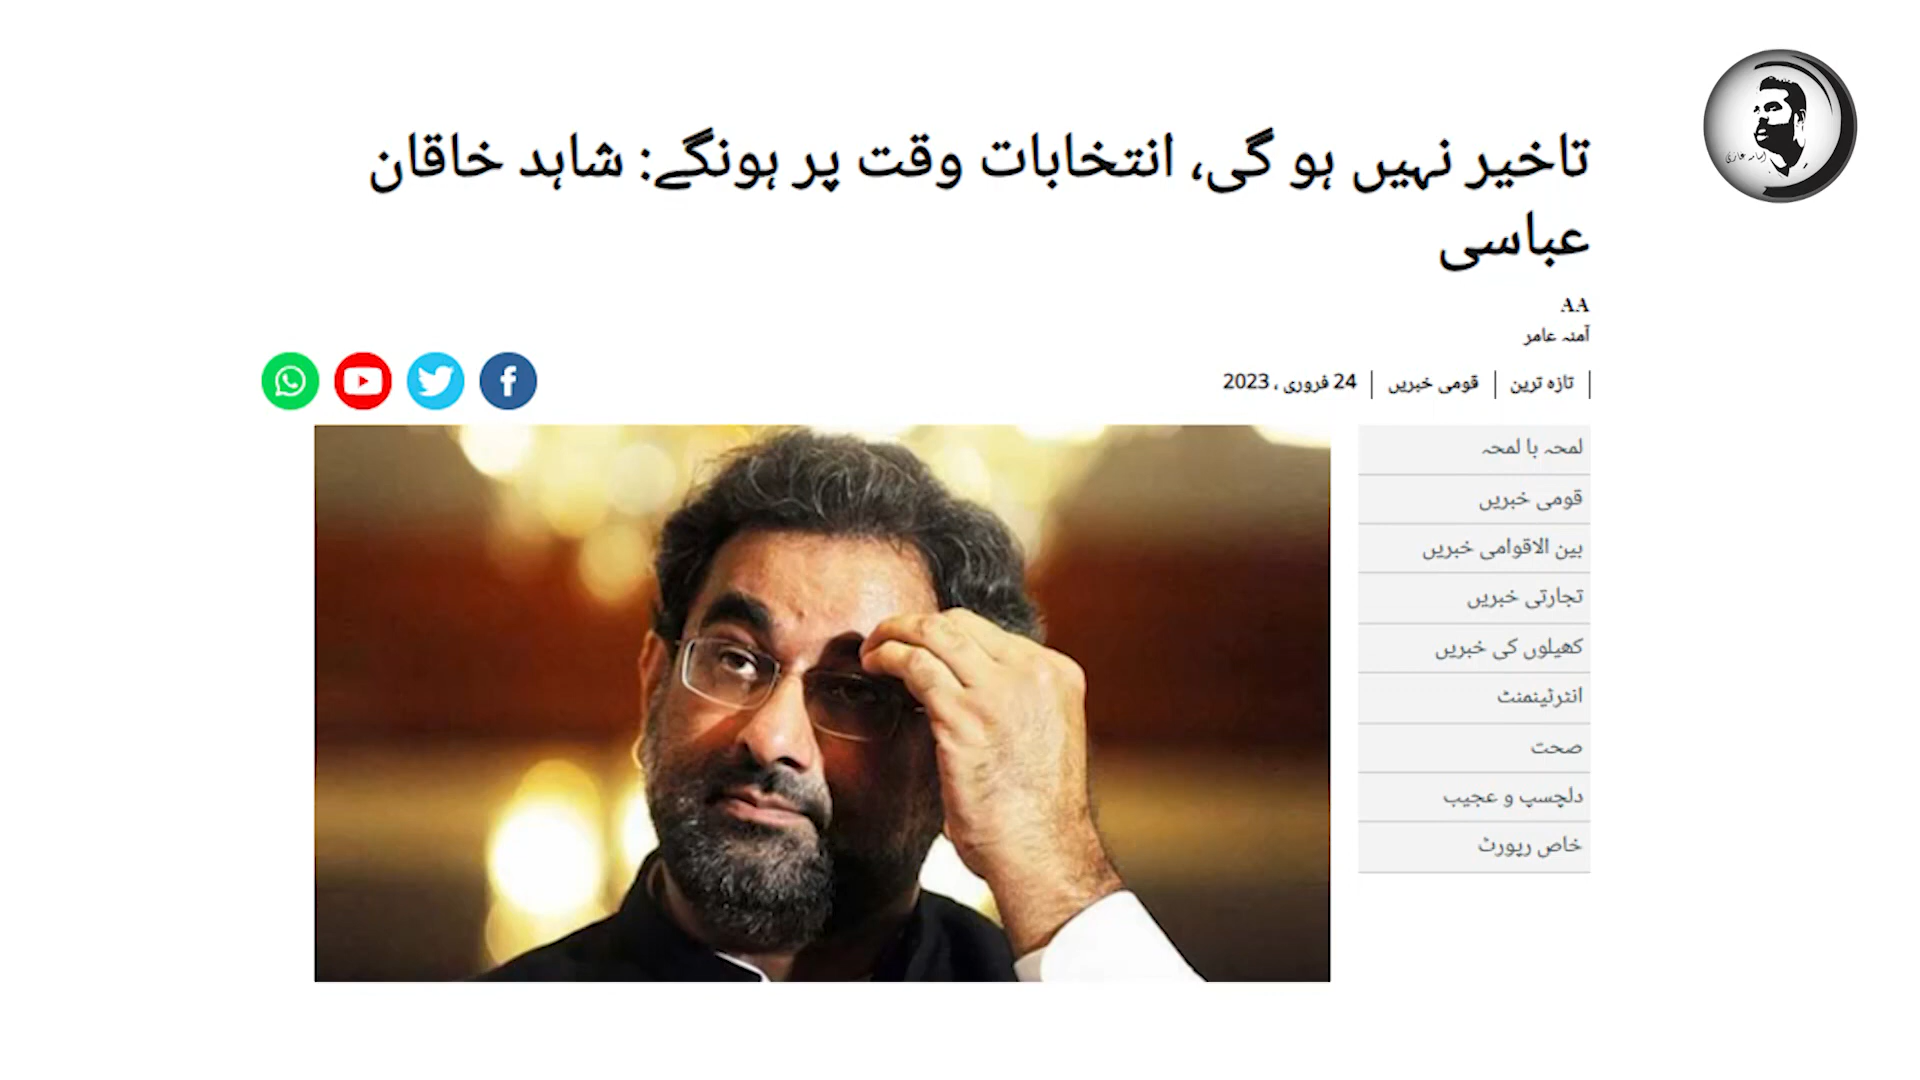 تاخیر نہیں ہو گی، انتخابات وقت پر ہونگے: شاہد خاقان
عباسی
AA
آمنہ عامر
تازہ ترین | قومی خبریں | 24 فروری ، 2023
لمحہ با لمحہ
قومی خبریں
بین الاقوامی خبریں
تجارتی خبریں
کھیلوں کی خبریں
انٹرٹینمنٹ
صحت
دلچسپ و عجیب
خاص رپورٹ